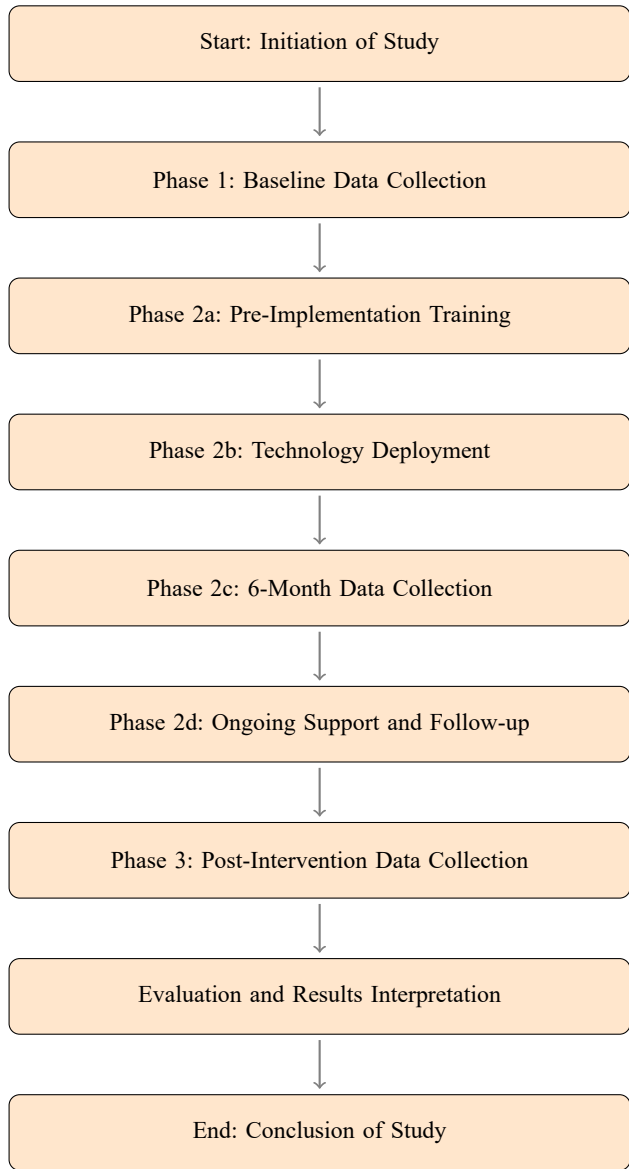 Start: Initiation of Study
Phase 1: Baseline Data Collection
Phase 2a: Pre-Implementation Training
Phase 2b: Technology Deployment
Phase 2c: 6-Month Data Collection
Phase 2d: Ongoing Support and Follow-up
Phase 3: Post-Intervention Data Collection
Evaluation and Results Interpretation
End: Conclusion of Study